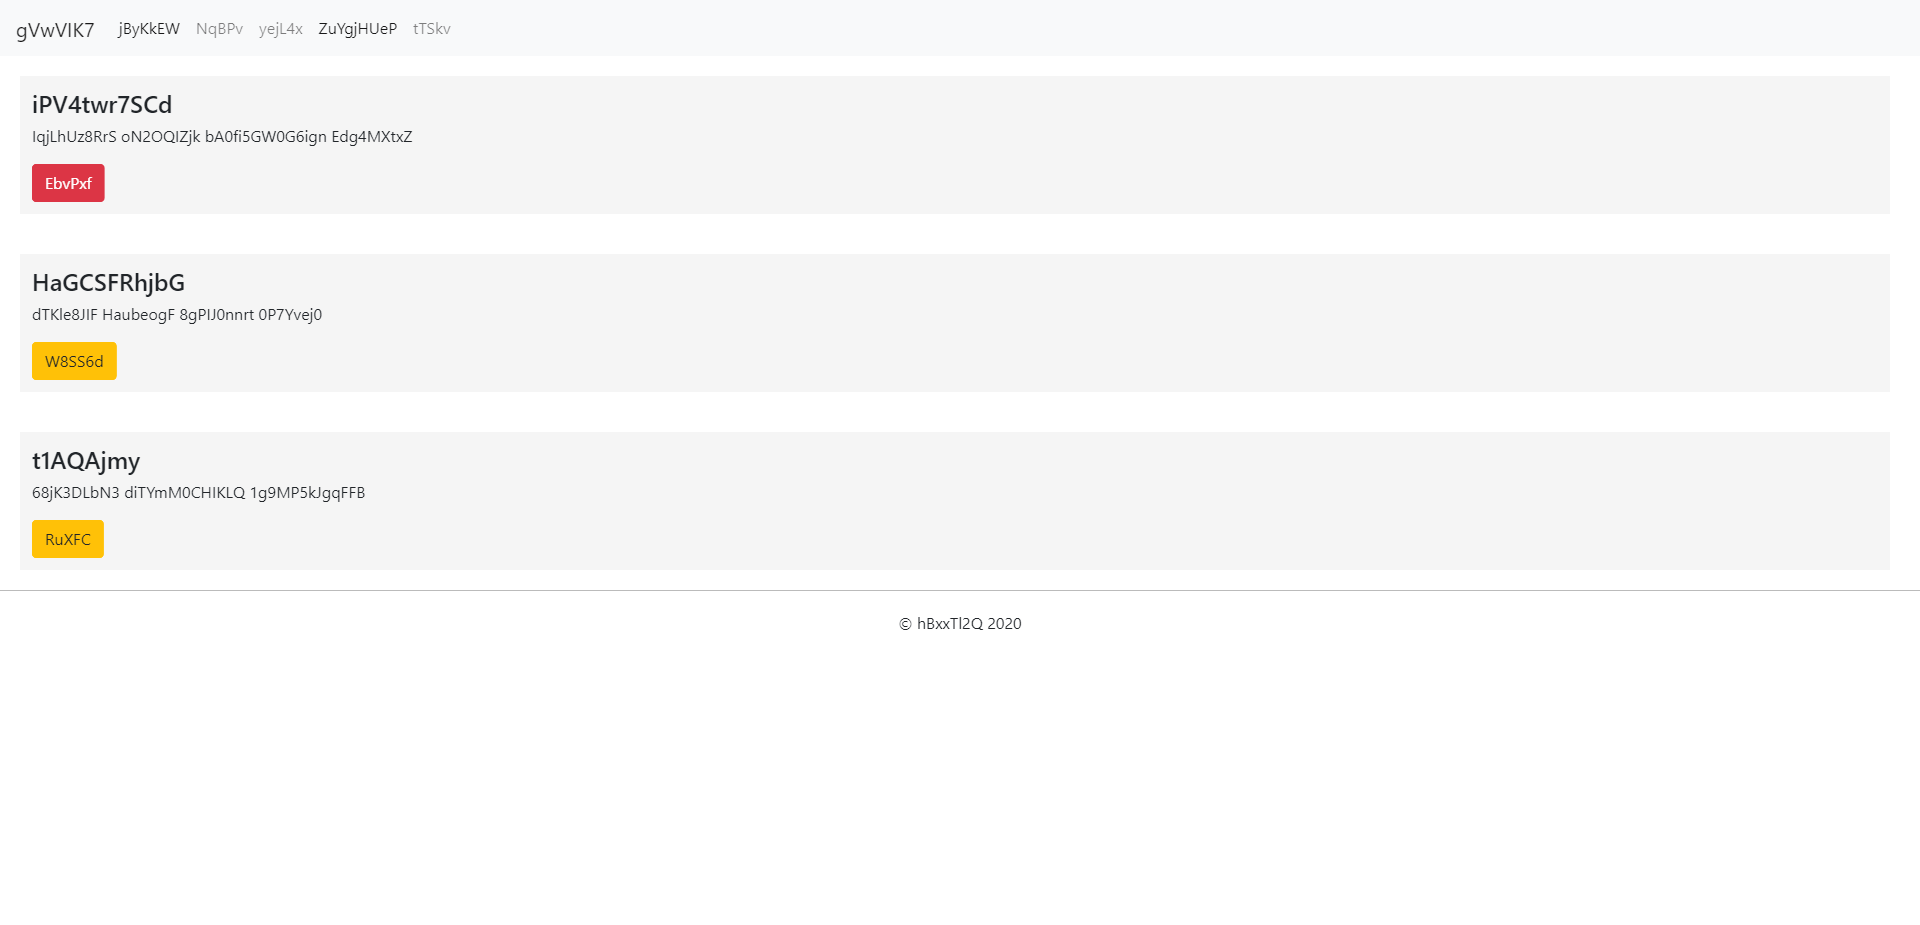 gVwVIK7 jByKkEW NqBPv yejL4x ZuYgjHUeP tTSkv
iPV4twr7SCd
IqjLhUz8RrS oN2OQIZjk bA0fi5GW0G6ign Edg4MXtxZ
EbvPxf
HaGCSFRhjbG
dTKle8JIF HaubeogF 8gPIJ0nnrt 0P7Yvej0
W8SS6d
t1AQAjmy
68jK3DLbN3 diTYmM0CHIKLQ 1g9MP5kJgqFFB
RuXFC
© hBxxTl2Q 2020